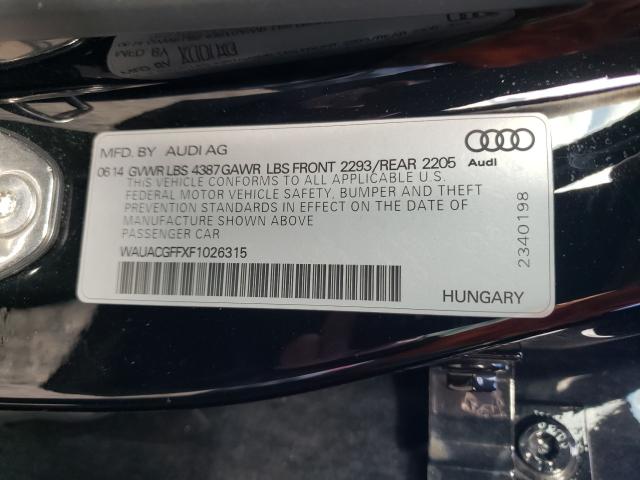 MFD. BY AUDI AG
06 14 GVWR LBS 4387 GAWR LBS FRONT 2293/REAR 2205
Audi
THIS VEHICLE CONFORMS TO ALL APPLICABLE U.S.
FEDERAL MOTOR VEHICLE SAFETY, BUMPER AND THEFT
PREVENTION STANDARDS IN EFFECT ON THE DATE OF
MANUFACTURE SHOWN ABOVE
PASSENGER CAR
WAUACGFFXF1026315
2340198
HUNGARY